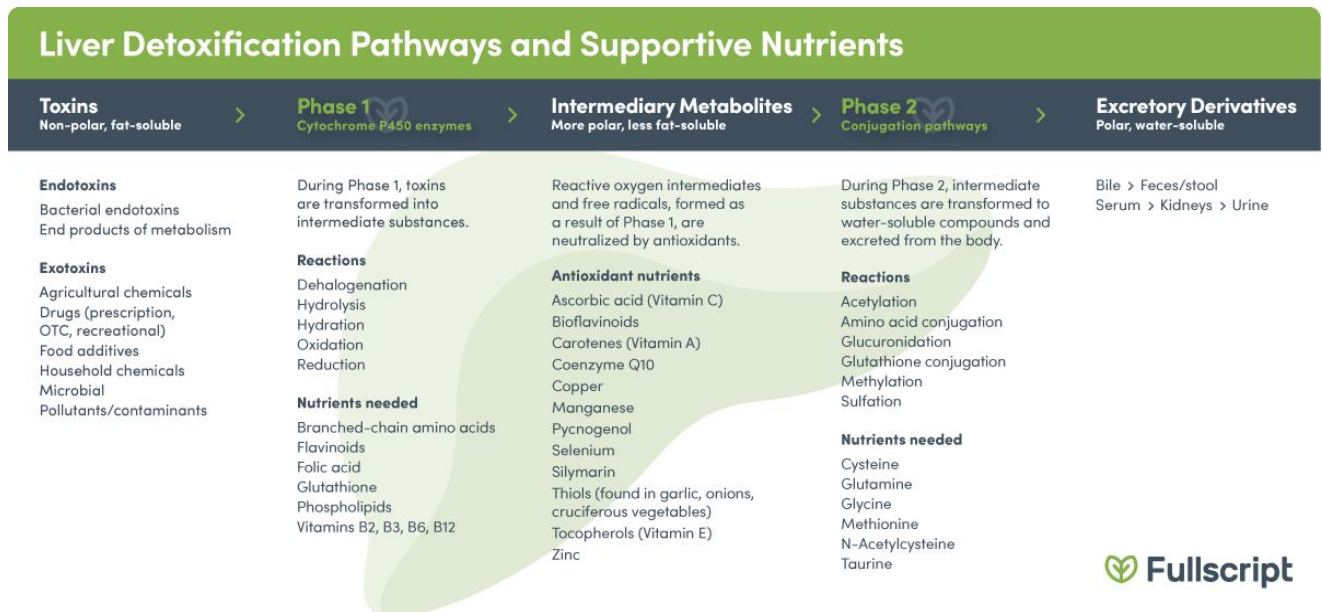 Liver Detoxification Pathways and Supportive Nutrients
Toxins
Non-polar, fat-soluble
>
Phase 1
Cytochrome P450 enzymes
>
Intermediary Metabolites
More polar, less fat-soluble
>
Phase 2
Conjugation pathways
>
Excretory Derivatives
Polar, water-soluble
Endotoxins
Bacterial endotoxins
End products of metabolism
Exotoxins
Agricultural chemicals
Drugs (prescription,
OTC, recreational)
Food additives
Household chemicals
Microbial
Pollutants/contaminants
During Phase 1, toxins
are transformed into
intermediate substances.
Reactions
Dehalogenation
Hydrolysis
Hydration
Oxidation
Reduction
Nutrients needed
Branched-chain amino acids
Flavinoids
Folic acid
Glutathione
Phospholipids
Vitamins B2, B3, B6, B12
Reactive oxygen intermediates
and free radicals, formed as
a result of Phase 1, are
neutralized by antioxidants.
Antioxidant nutrients
Ascorbic acid (Vitamin C)
Bioflavinoids
Carotenes (Vitamin A)
Coenzyme Q10
Copper
Manganese
Pycnogenol
Selenium
Silymarin
Thiols (found in garlic, onions,
cruciferous vegetables)
Tocopherols (Vitamin E)
Zinc
During Phase 2, intermediate
substances are transformed to
water-soluble compounds and
excreted from the body.
Reactions
Acetylation
Amino acid conjugation
Glucuronidation
Glutathione conjugation
Methylation
Sulfation
Nutrients needed
Cysteine
Glutamine
Glycine
Methionine
N-Acetylcysteine
Taurine
Bile > Feces/stool
Serum > Kidneys > Urine
Fullscript